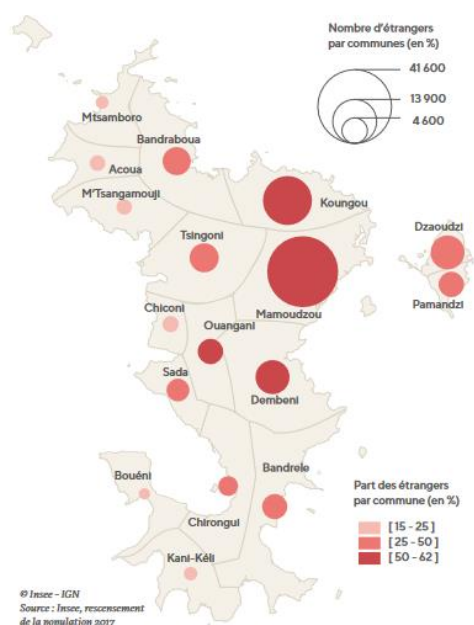 Nombre d'étrangers
par communes (en %)
41 600
13 900
4 600
Mtsamboro
Bandraboua
Acoua
M'Tsangamouji
Koungou
Tsingoni
Dzaoudzi
Pamandzi
Mamoudzou
Chiconi
Ouangani
Sada
Dembeni
Bandrele
Bouéni
Chirongui
Kani-Kéli
Part des étrangers
par commune (en %)
[ 15 - 25 ]
[ 25 - 50 ]
[ 50 - 62 ]
© Insee - IGN
Source : Insee, rescensement
de la population 2017